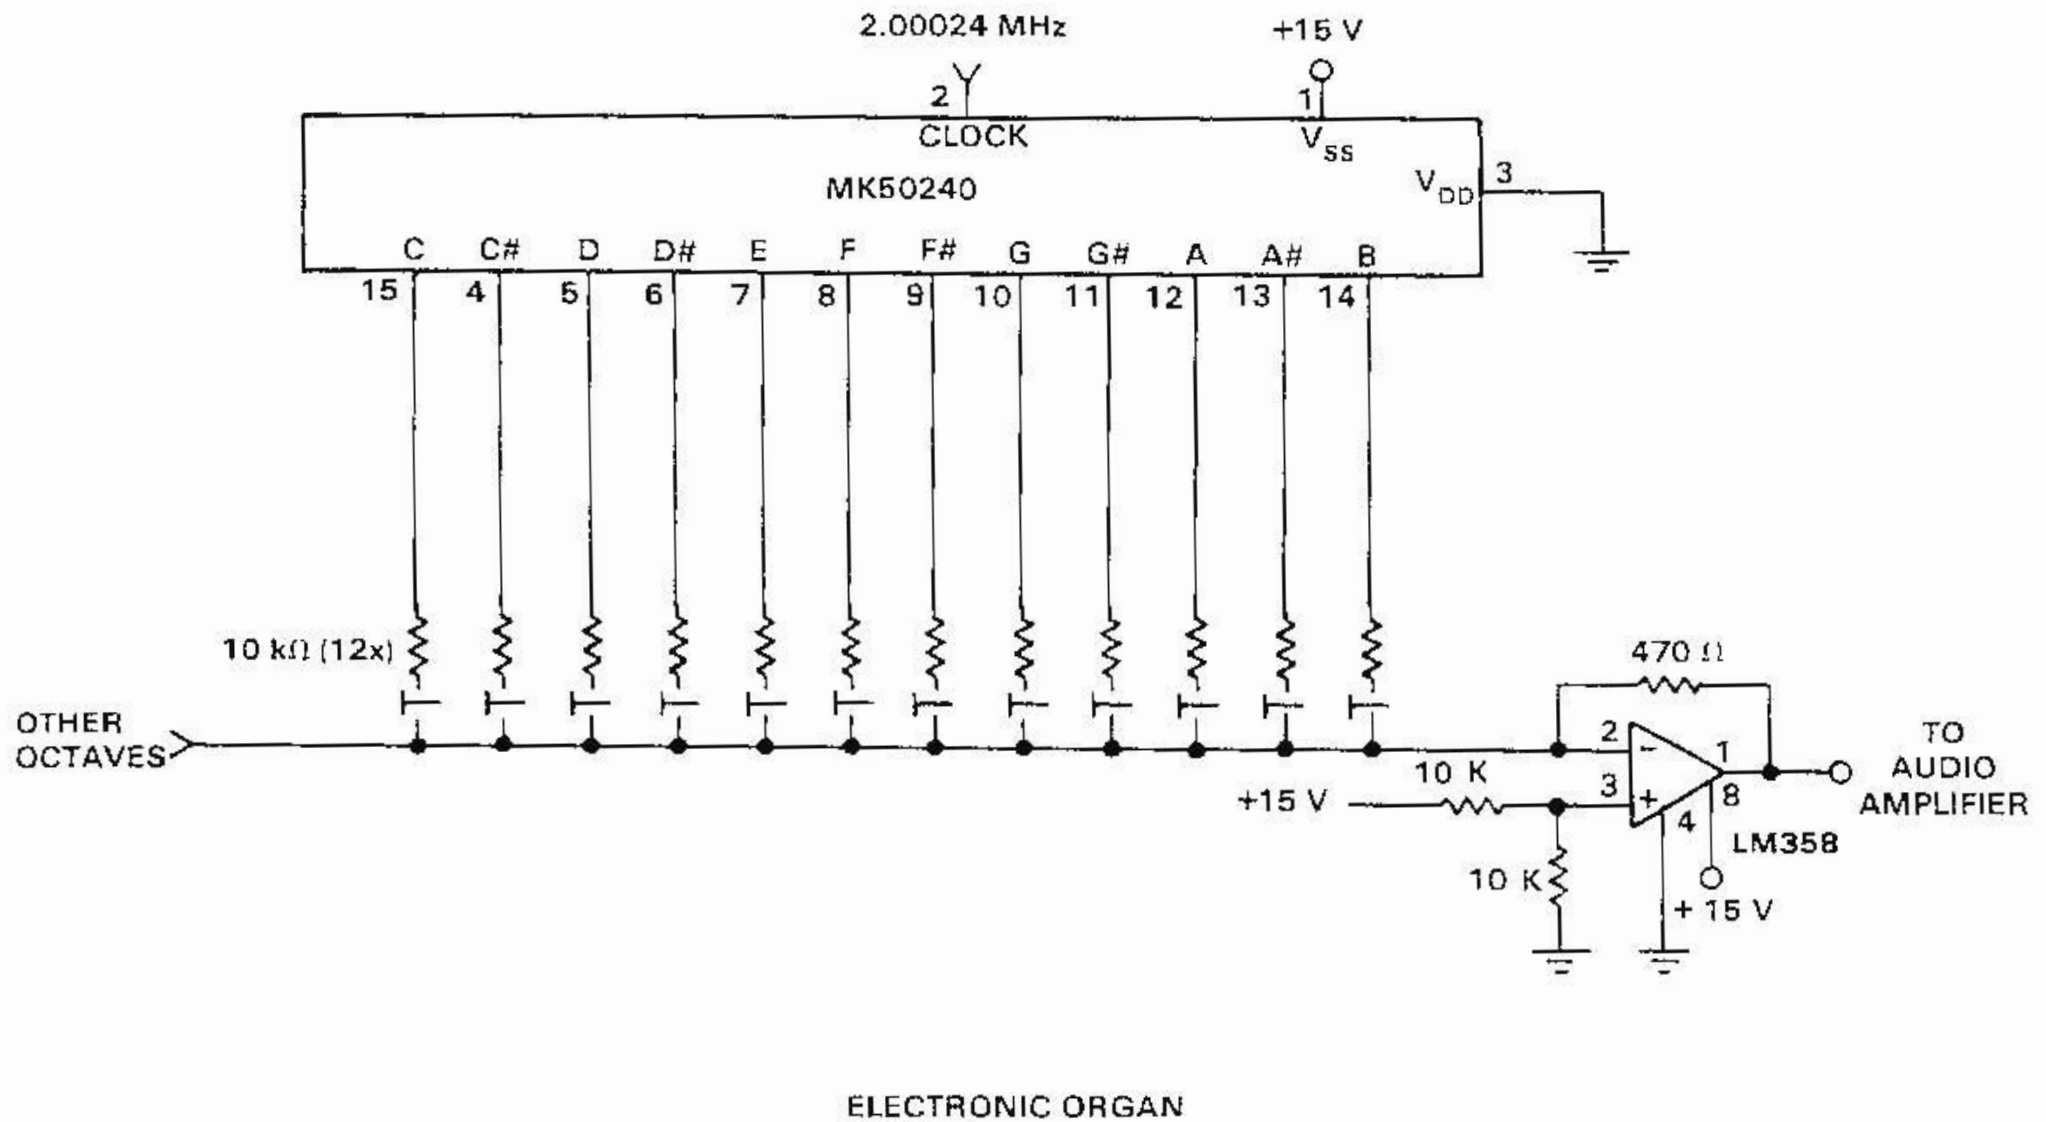 2.00024 MHz
+15 V
2
1
CLOCK
V SS
MK50240
V DD
3
C C# D D# E F F# G G# A A# B
15 4 5 6 7 8 9 10 11 12 13 14
10 kΩ (12x)
470 Ω
OTHER
OCTAVES
2
-
1
TO
AUDIO
AMPLIFIER
10 K
+15 V
3
+
8
4
LM358
10 K
+ 15 V
ELECTRONIC ORGAN